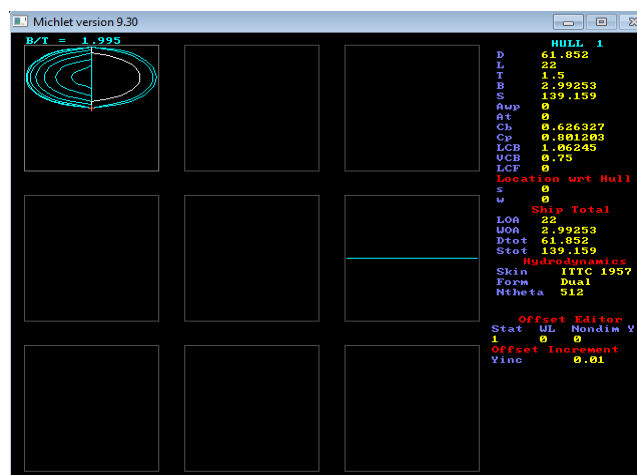 Michlet version 9.30
B/T = 1.995
HULL 1
D 61.852
L 22
T 1.5
B 2.99253
S 139.159
Awp 0
At 0
Cb 0.626327
Cp 0.801203
LCB 1.06245
VCB 0.75
LCF 0
Location wrt Hull
s 0
w 0
Ship Total
LOA 22
WOA 2.99253
Dtot 61.852
Stot 139.159
Hydrodynamics
Skin ITTC 1957
Form Dual
Ntheta 512
Offset Editor
Stat WL Nondim Y
1 0 0
Offset Increment
Yinc 0.01